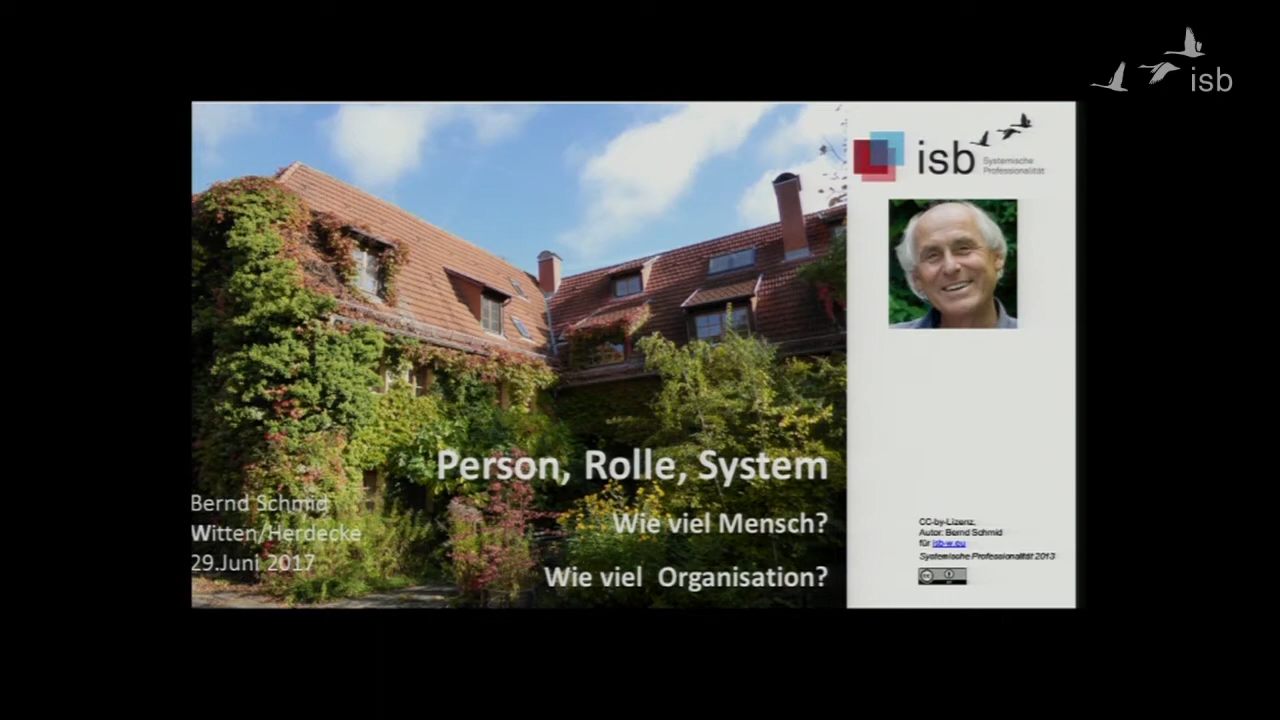 isb
isb
Systemische
Professionalität
Person, Rolle, System
Bernd Schmid
Witten/Herdecke
29.Juni 2017
Wie viel Mensch?
Wie viel Organisation?
CC-by-Lizenz,
Autor: Bernd Schmid
für isb-w.eu
Systemische Professionalität 2013
cc